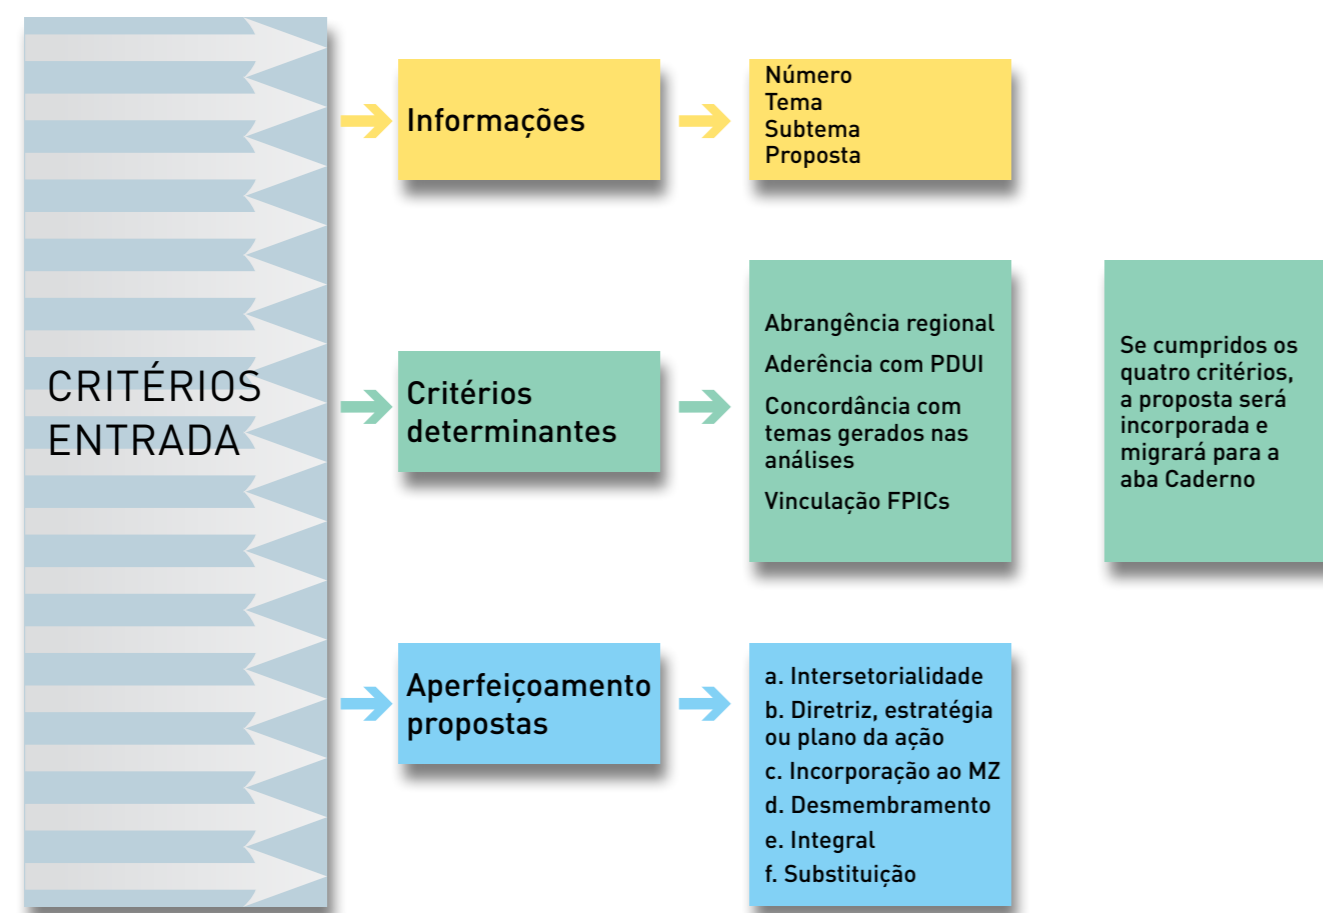 CRITÉRIOS
ENTRADA
Informações
Número
Tema
Subtema
Proposta
Critérios
determinantes
Abrangência regional
Aderência com PDUI
Concordância com
temas gerados nas
análises
Vinculação FPICs
Se cumpridos os
quatro critérios,
a proposta será
incorporada e
migrará para a
aba Caderno
Aperfeiçoamento
propostas
a. Intersetorialidade
b. Diretriz, estratégia
ou plano da ação
c. Incorporação ao MZ
d. Desmembramento
e. Integral
f. Substituição